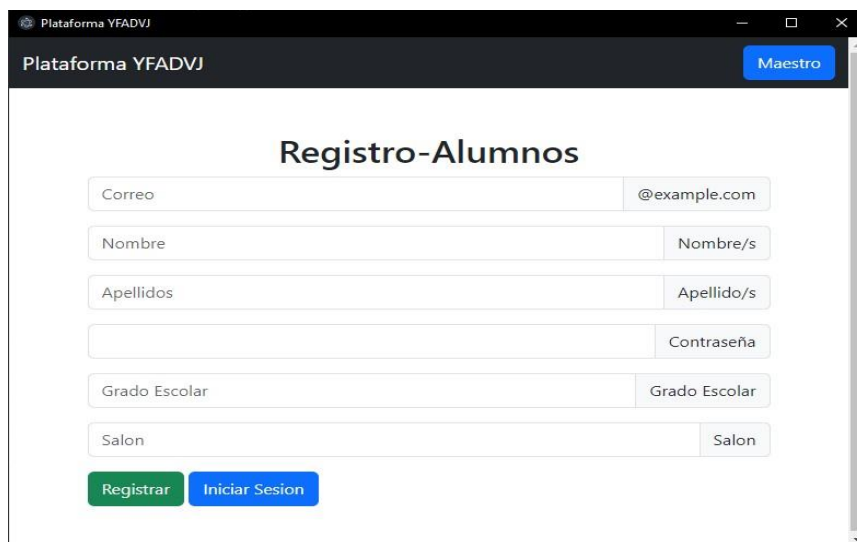 Plataforma YFADVJ
Plataforma YFADVJ Maestro
Registro-Alumnos
Correo @example.com
Nombre Nombre/s
Apellidos Apellido/s
Contraseña
Grado Escolar Grado Escolar
Salon Salon
Registrar Iniciar Sesion